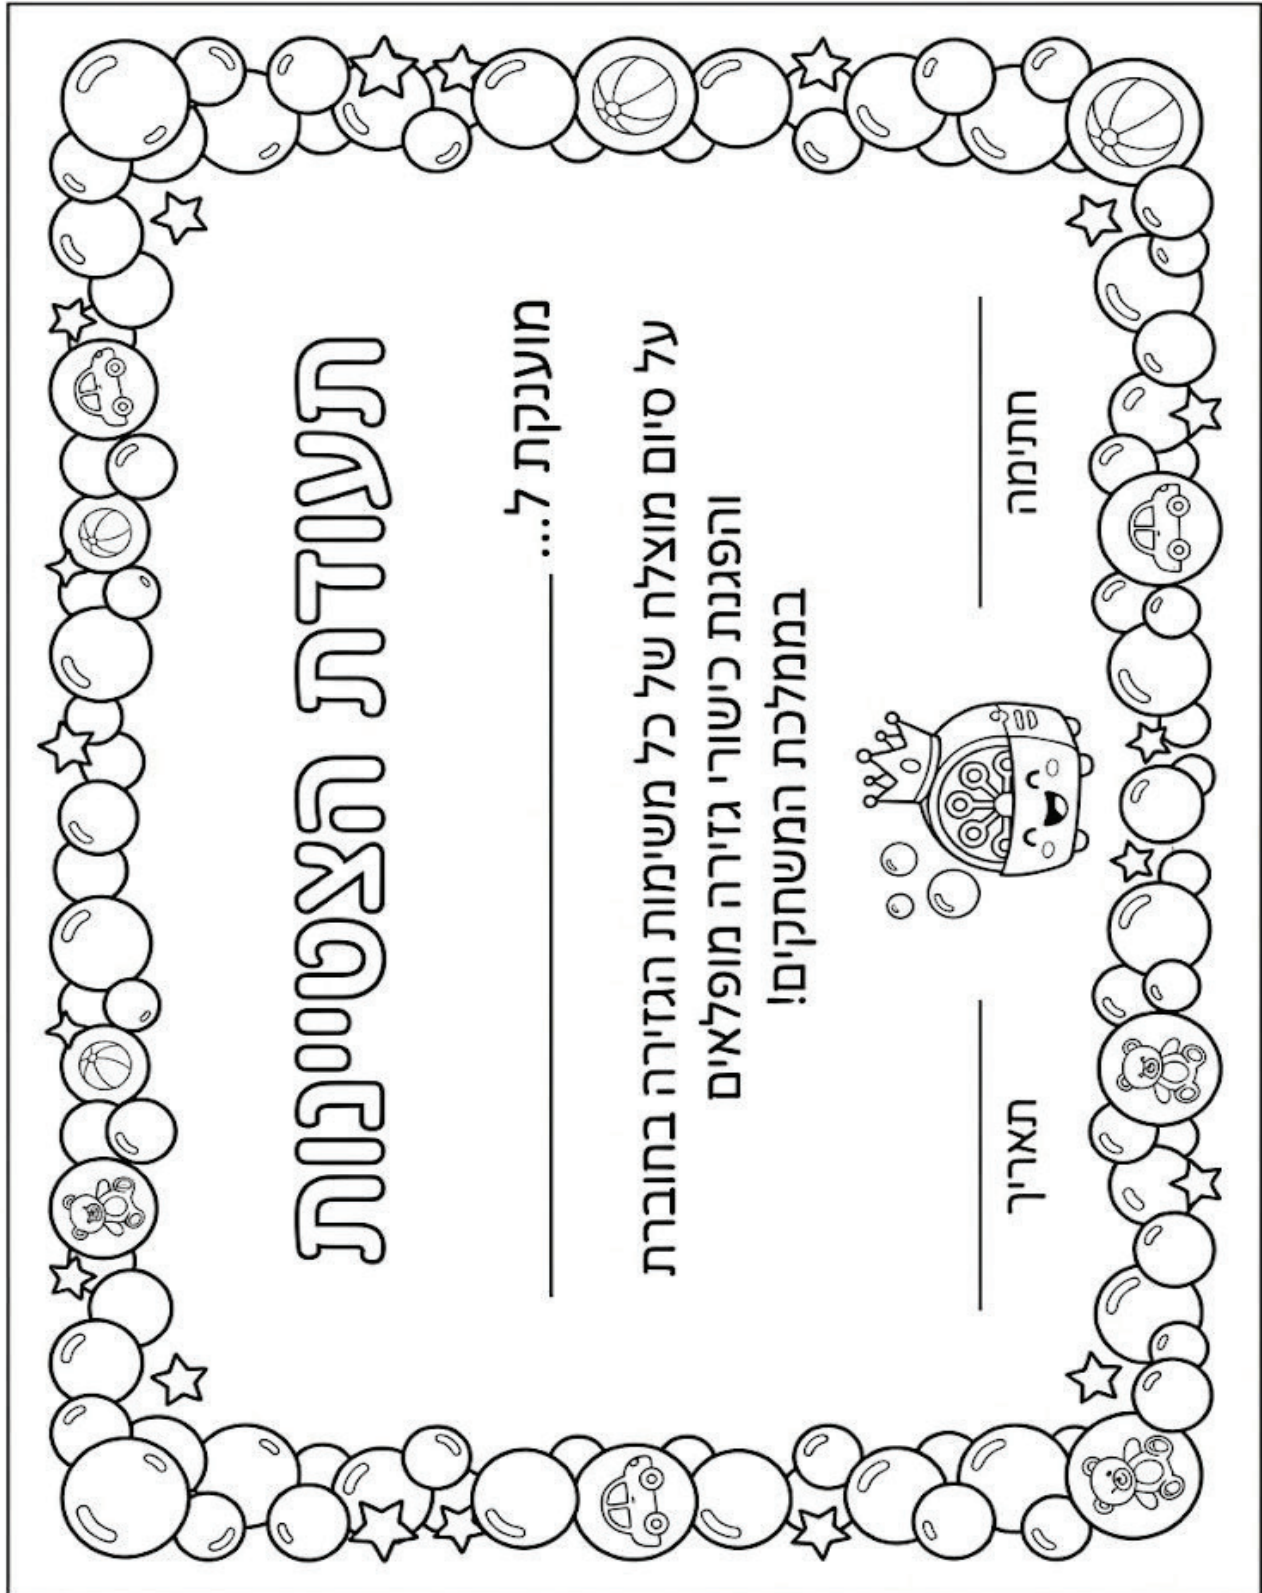 תעודת הצטיינות
מוענקת ל....
על סיום מוצלח של כל משימות הגזירה בחוברת
והפגנת כישורי גזירה מופלאים
בממלכת המשחקים!
חתימה
תאריך